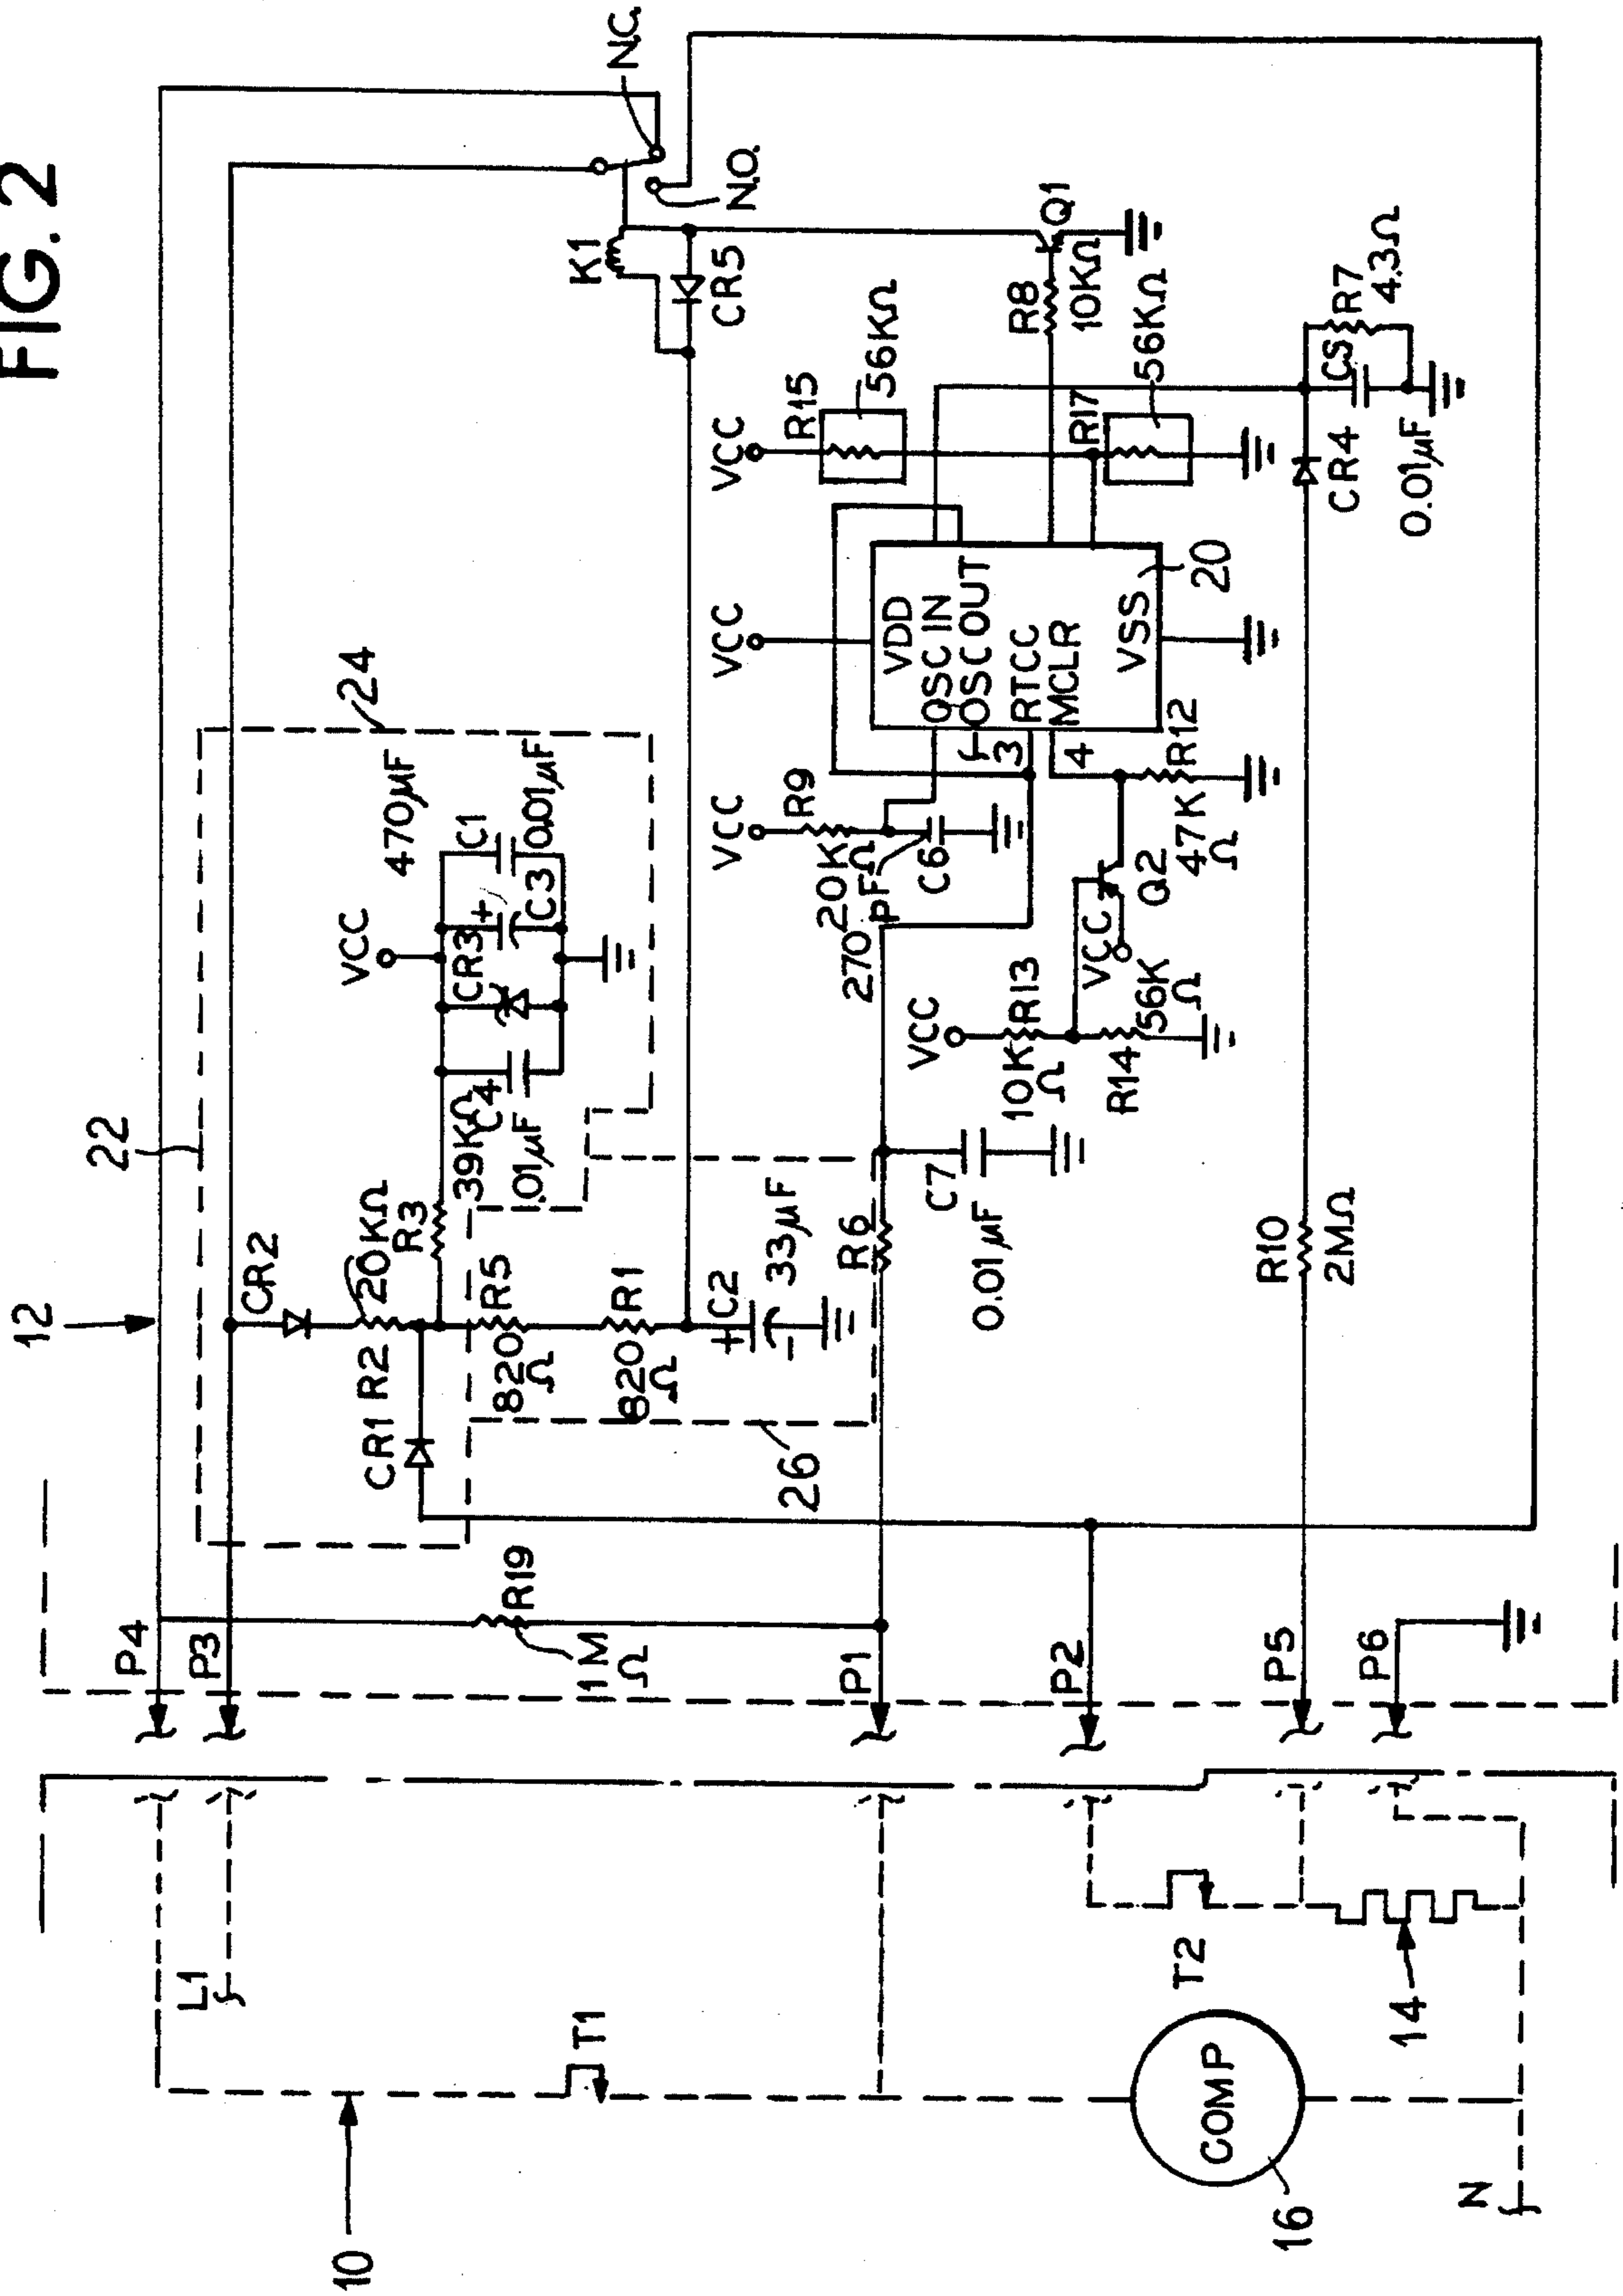 FIG. 2
12
22
24
P4
P3
L1
10
T1
CR2
20KΩ
R2
R3
39KΩ
CR1
VCC
470µF
C1
0.01µF
CR3
+
C3
C4
.01µF
R5
820
Ω
R1
820
Ω
+
C2
33µF
26
R19
1M
Ω
K1
CR5
N.C.
N.O.
P1
R6
C7
0.01µF
VCC
R9
20K
Ω
270
PF
C6
VCC
VCC
R15
56KΩ
VDD
OSC IN
OSC OUT
RTCC
MCLR
VSS
3
4
20
R8
10KΩ
Q1
R17
56KΩ
VCC
R13
10K
Ω
R14
56K
Ω
VCC
Q2
47K
Ω
R12
P2
P5
P6
R10
2MΩ
CR4
0.01µF
CS
R7
4.3Ω
T2
14
COMP
16
N